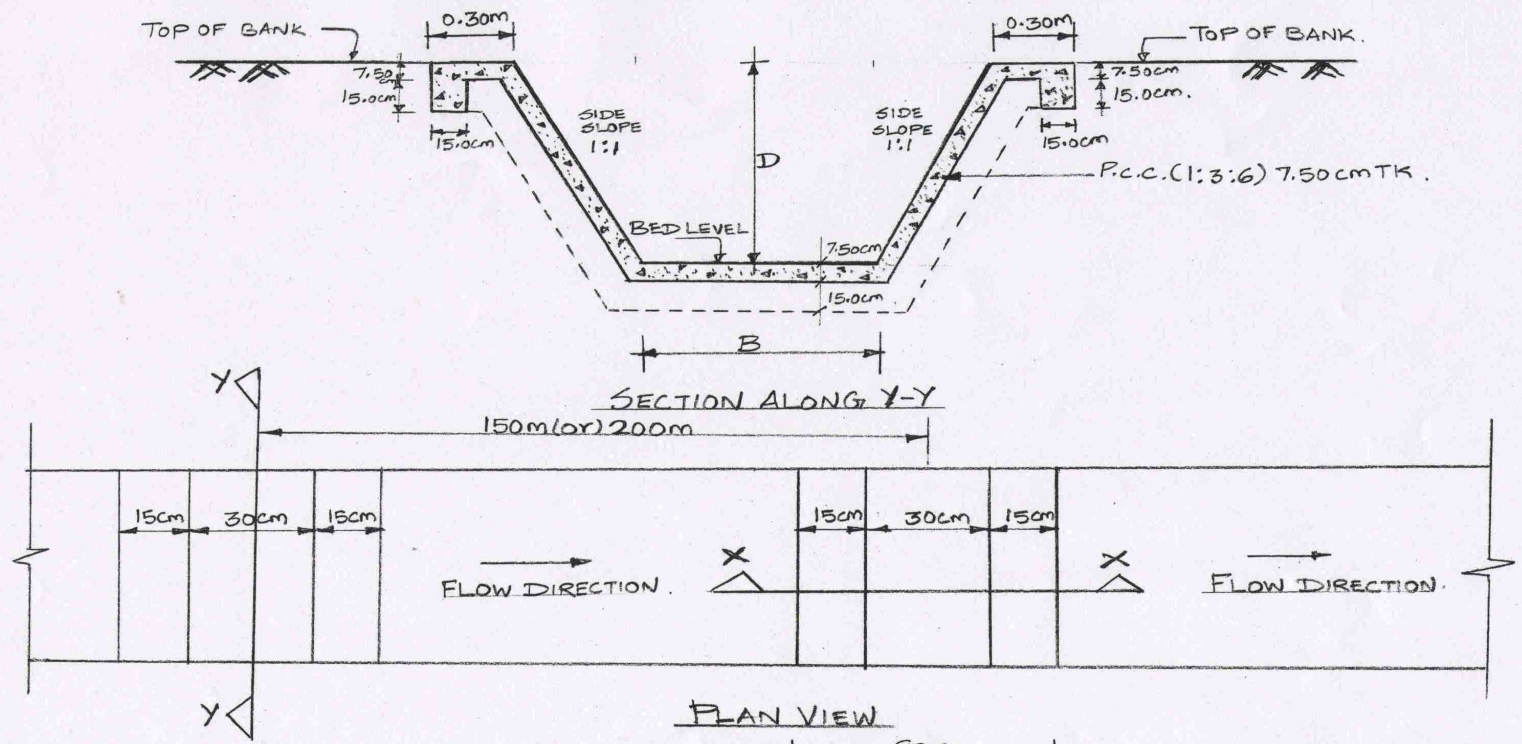 0.30m
0.30m
TOP OF BANK
TOP OF BANK.
7.50
cm
15.0cm
7.50cm
15.0cm.
SIDE
SLOPE
1:1
SIDE
SLOPE
1:1
15.0cm
15.0cm
D
P.C.C.(1:3:6) 7.50cm TK.
BED LEVEL
7.50cm
15.0cm
B
Y
SECTION ALONG Y-Y
150m(or)200m
15cm
30cm
15cm
15cm
30cm
15cm
X
X
FLOW DIRECTION.
FLOW DIRECTION.
Y
PLAN VIEW